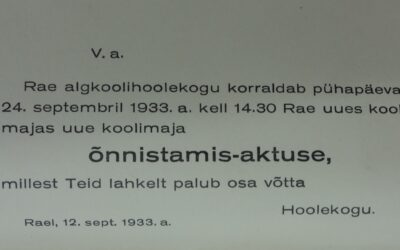 V. a.
Rae algkoolihoolekogu korraldab pühapäeva
24. septembril 1933. a. kell 14.30 Rae uues kool
majas uue koolimaja
õnnistamis-aktuse,
millest Teid lahkelt palub osa võtta
Hoolekogu.
Rael, 12. sept. 1933. a.